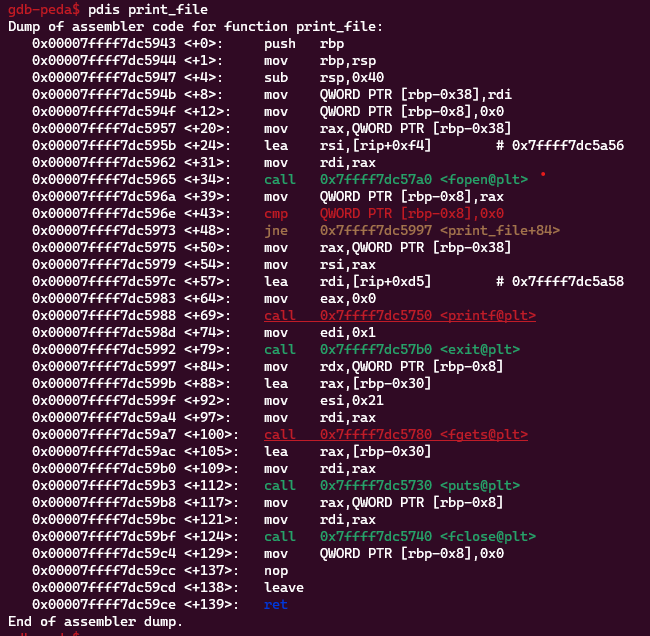 gdb-peda$ pdis print_file
Dump of assembler code for function print_file:
   0x00007ffff7dc5943 <+0>:	push   rbp
   0x00007ffff7dc5944 <+1>:	mov    rbp,rsp
   0x00007ffff7dc5947 <+4>:	sub    rsp,0x40
   0x00007ffff7dc594b <+8>:	mov    QWORD PTR [rbp-0x38],rdi
   0x00007ffff7dc594f <+12>:	mov    QWORD PTR [rbp-0x8],0x0
   0x00007ffff7dc5957 <+20>:	mov    rax,QWORD PTR [rbp-0x38]
   0x00007ffff7dc595b <+24>:	lea    rsi,[rip+0xf4]        # 0x7ffff7dc5a56
   0x00007ffff7dc5962 <+31>:	mov    rdi,rax
   0x00007ffff7dc5965 <+34>:	call   0x7ffff7dc57a0 <fopen@plt>
   0x00007ffff7dc596a <+39>:	mov    QWORD PTR [rbp-0x8],rax
   0x00007ffff7dc596e <+43>:	cmp    QWORD PTR [rbp-0x8],0x0
   0x00007ffff7dc5973 <+48>:	jne    0x7ffff7dc5997 <print_file+84>
   0x00007ffff7dc5975 <+50>:	mov    rax,QWORD PTR [rbp-0x38]
   0x00007ffff7dc5979 <+54>:	mov    rsi,rax
   0x00007ffff7dc597c <+57>:	lea    rdi,[rip+0xd5]        # 0x7ffff7dc5a58
   0x00007ffff7dc5983 <+64>:	mov    eax,0x0
   0x00007ffff7dc5988 <+69>:	call   0x7ffff7dc5750 <printf@plt>
   0x00007ffff7dc598d <+74>:	mov    edi,0x1
   0x00007ffff7dc5992 <+79>:	call   0x7ffff7dc57b0 <exit@plt>
   0x00007ffff7dc5997 <+84>:	mov    rdx,QWORD PTR [rbp-0x8]
   0x00007ffff7dc599b <+88>:	lea    rax,[rbp-0x30]
   0x00007ffff7dc599f <+92>:	mov    esi,0x21
   0x00007ffff7dc59a4 <+97>:	mov    rdi,rax
   0x00007ffff7dc59a7 <+100>:	call   0x7ffff7dc5780 <fgets@plt>
   0x00007ffff7dc59ac <+105>:	lea    rax,[rbp-0x30]
   0x00007ffff7dc59b0 <+109>:	mov    rdi,rax
   0x00007ffff7dc59b3 <+112>:	call   0x7ffff7dc5730 <puts@plt>
   0x00007ffff7dc59b8 <+117>:	mov    rax,QWORD PTR [rbp-0x8]
   0x00007ffff7dc59bc <+121>:	mov    rdi,rax
   0x00007ffff7dc59bf <+124>:	call   0x7ffff7dc5740 <fclose@plt>
   0x00007ffff7dc59c4 <+129>:	mov    QWORD PTR [rbp-0x8],0x0
   0x00007ffff7dc59cc <+137>:	nop
   0x00007ffff7dc59cd <+138>:	leave
   0x00007ffff7dc59ce <+139>:	ret
End of assembler dump.